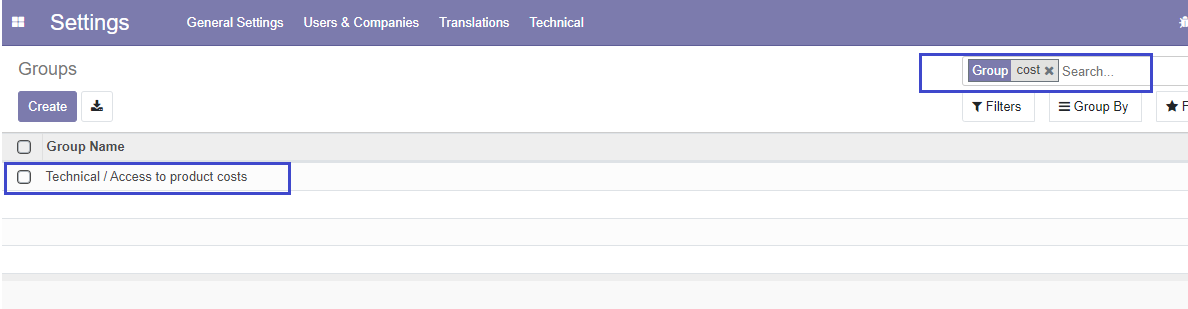 Settings General Settings Users & Companies Translations Technical
Groups
Group cost Search...
Create
Filters Group By F
Group Name
Technical / Access to product costs